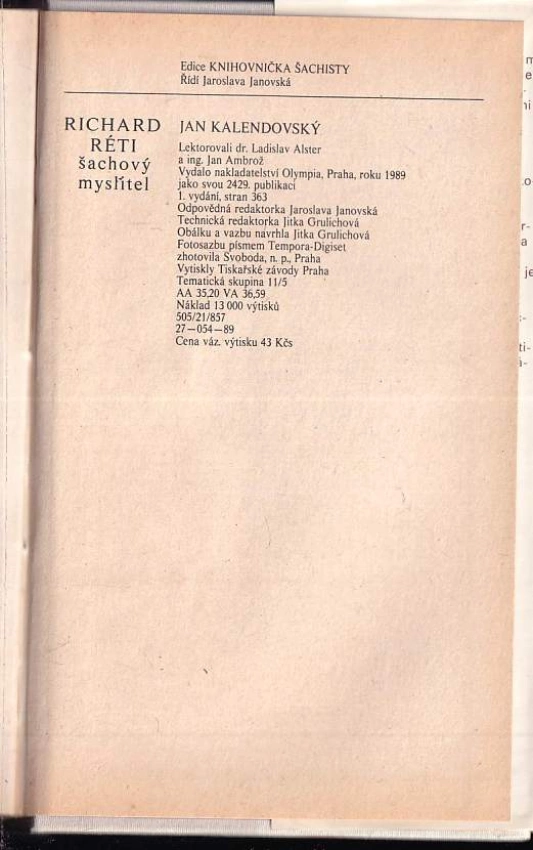 Edice KNIHOVNIČKA ŠACHISTY
Řídí Jaroslava Janovská
RICHARD
RÉTI
šachový
myslitel
JAN KALENDOVSKÝ
Lektorovali dr. Ladislav Alster
a ing. Jan Ambrož
Vydalo nakladatelství Olympia, Praha, roku 1989
jako svou 2429. publikaci
1. vydání, stran 363
Odpovědná redaktorka Jaroslava Janovská
Technická redaktorka Jitka Grulichová
Obálku a vazbu navrhla Jitka Grulichová
Fotosazbu písmem Tempora-Digiset
zhotovila Svoboda, n. p., Praha
Vytiskly Tiskařské závody Praha
Tematická skupina 11/5
AA 35,20 VA 36,59
Náklad 13 000 výtisků
505/21/857
27—054—89
Cena váz. výtisku 43 Kčs